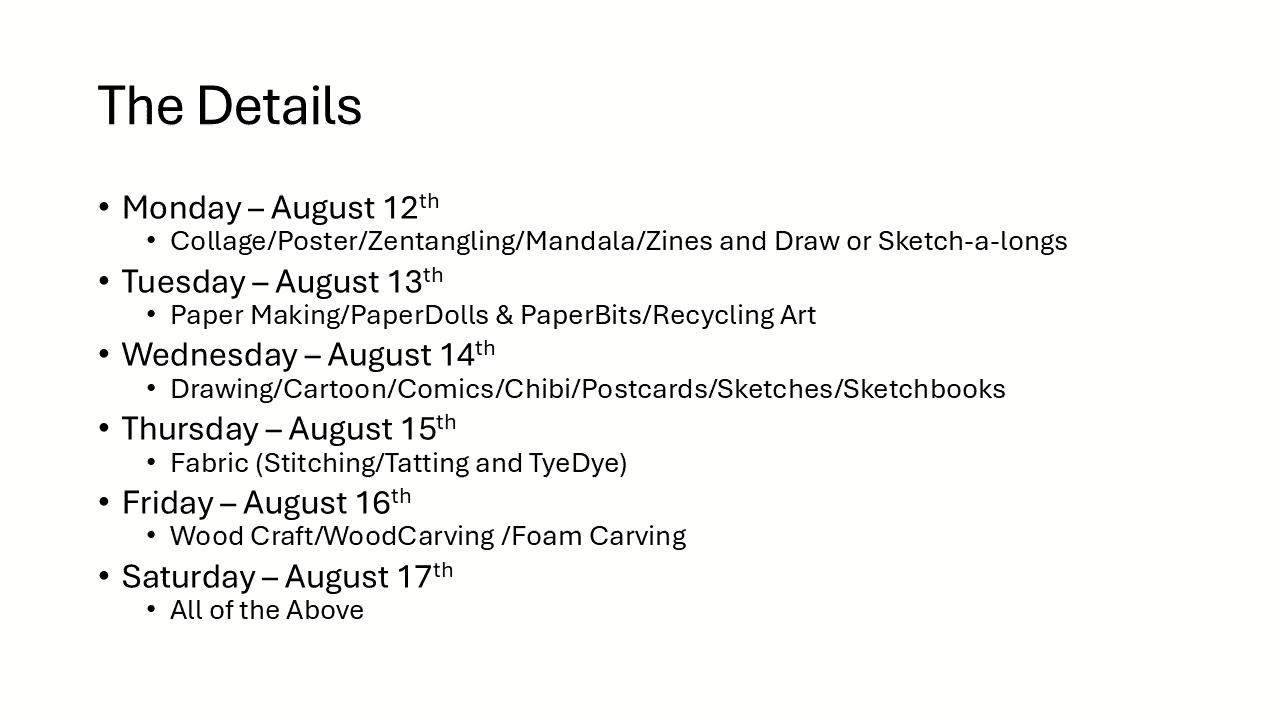 The Details
• Monday – August 12th
• Collage/Poster/Zentangling/Mandala/Zines and Draw or Sketch-a-longs
• Tuesday – August 13th
• Paper Making/PaperDolls & PaperBits/Recycling Art
• Wednesday – August 14th
• Drawing/Cartoon/Comics/Chibi/Postcards/Sketches/Sketchbooks
• Thursday – August 15th
• Fabric (Stitching/Tatting and TyeDye)
• Friday – August 16th
• Wood Craft/WoodCarving /Foam Carving
• Saturday – August 17th
• All of the Above